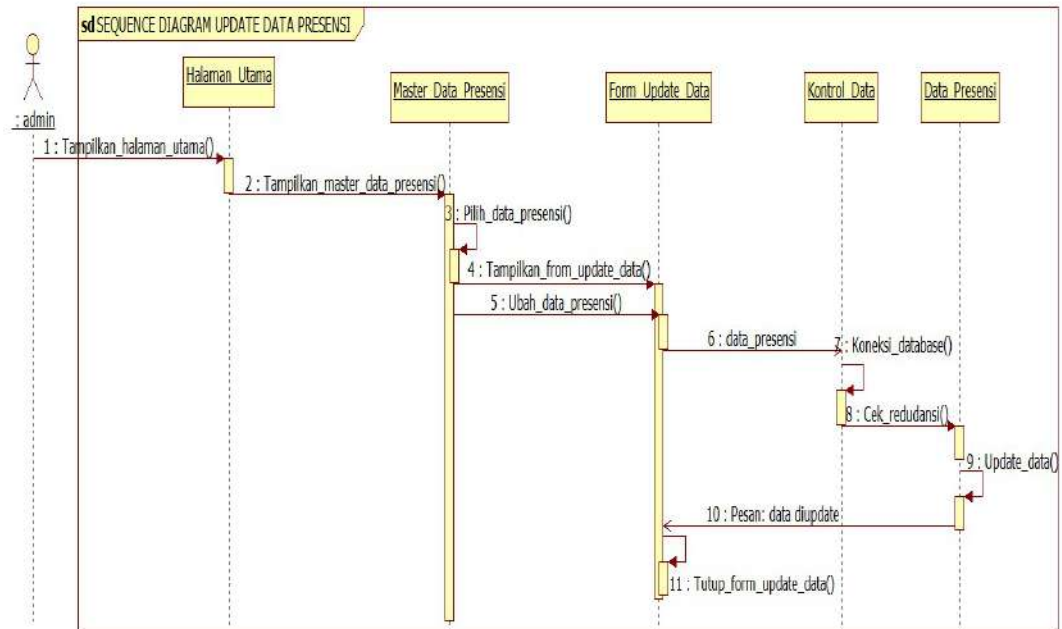 sd SEQUENCE DIAGRAM UPDATE DATA PRESENSI
: admin
Halaman_Utama
Master_Data_Presensi
Form_Update_Data
Kontrol_Data
Data_Presensi
1 : Tampilkan_halaman_utama()
2 : Tampilkan_master_data_presensi()
3 : Pilih_data_presensi()
4 : Tampilkan_from_update_data()
5 : Ubah_data_presensi()
6 : data_presensi
7 : Koneksi_database()
8 : Cek_redudansi()
9 : Update_data()
10 : Pesan: data diupdate
11 : Tutup_form_update_data()